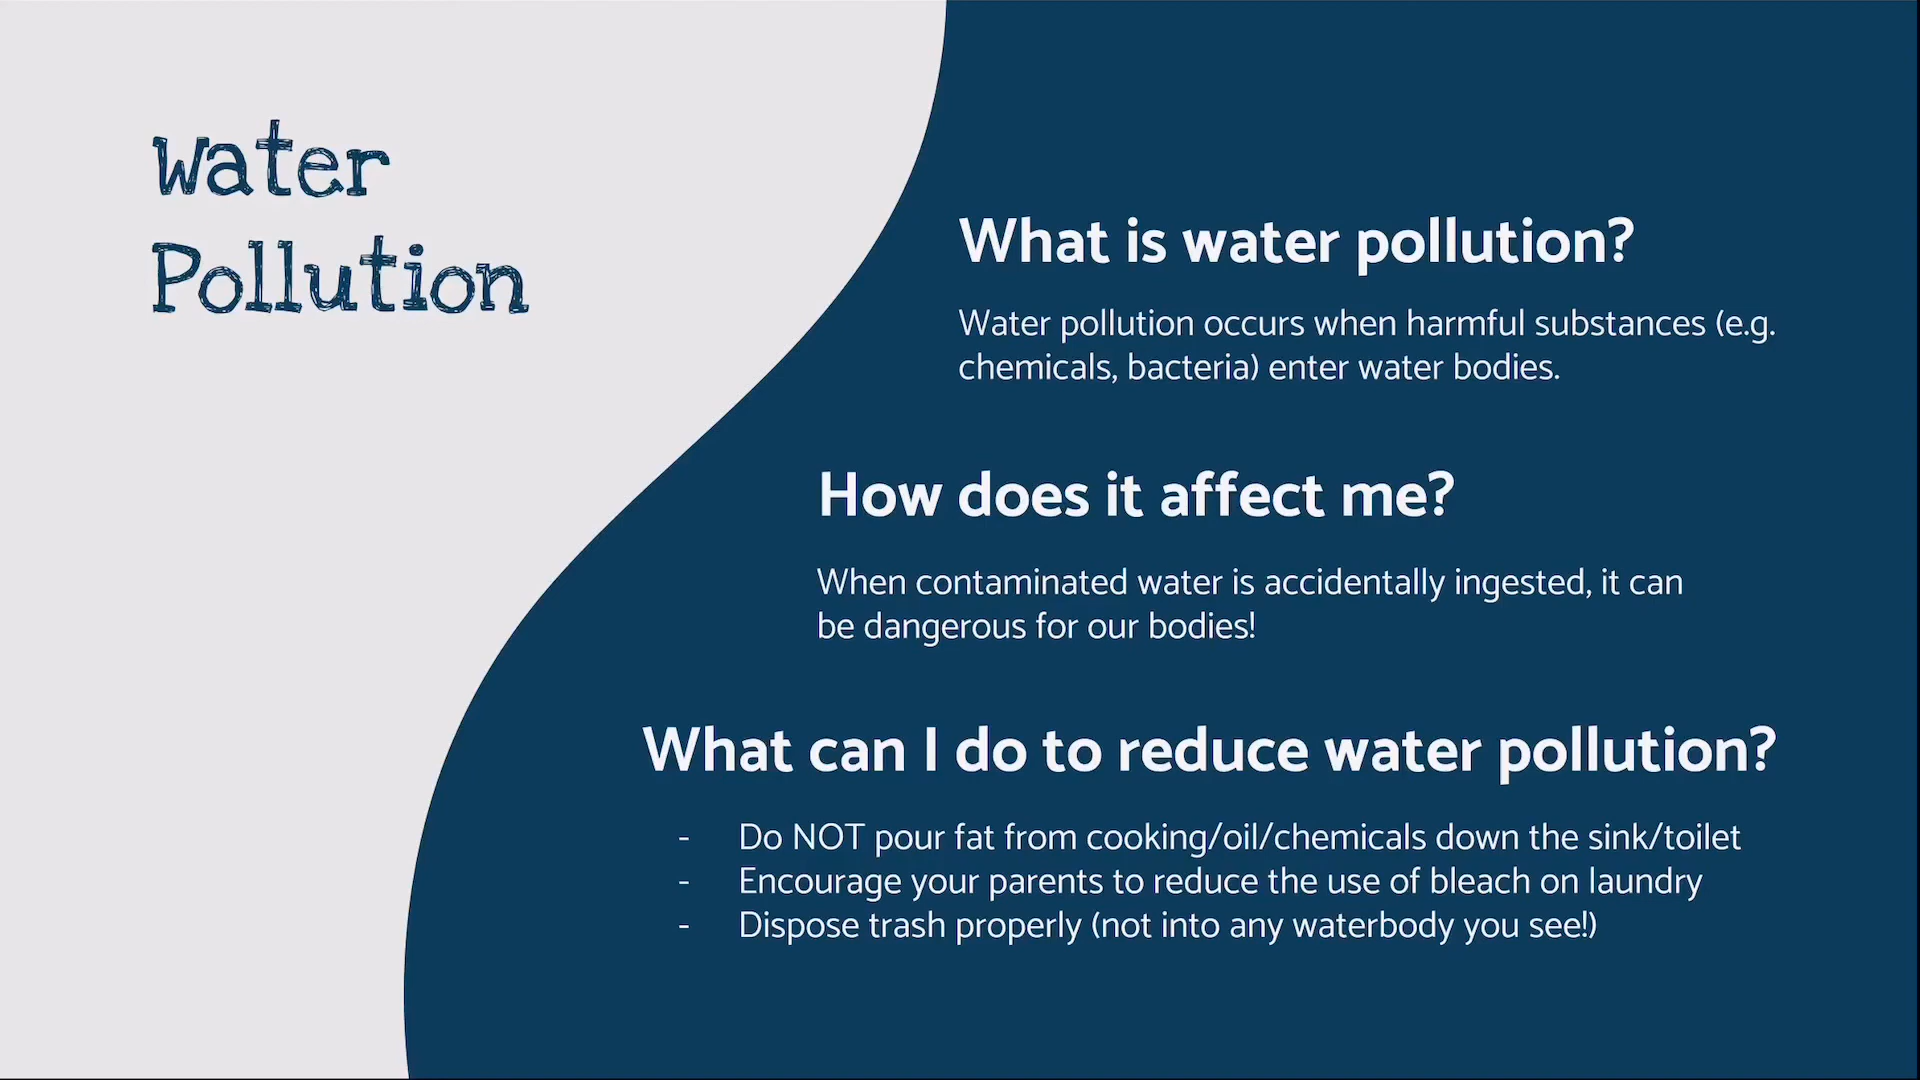 Water
Pollution
What is water pollution?
Water pollution occurs when harmful substances (e.g.
chemicals, bacteria) enter water bodies.
How does it affect me?
When contaminated water is accidentally ingested, it can
be dangerous for our bodies!
What can I do to reduce water pollution?
- Do NOT pour fat from cooking/oil/chemicals down the sink/toilet
- Encourage your parents to reduce the use of bleach on laundry
- Dispose trash properly (not into any waterbody you see!)